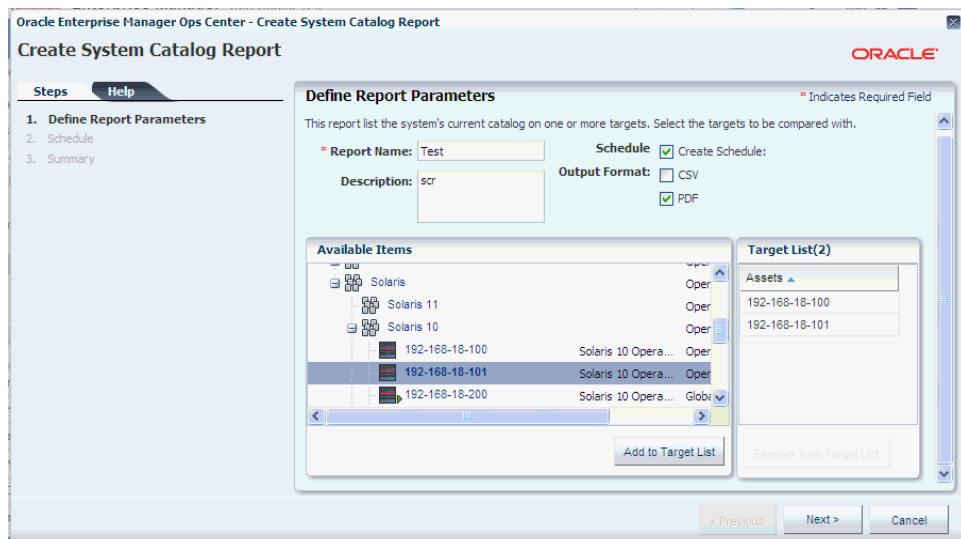 Oracle Enterprise Manager Ops Center - Create System Catalog Report
Create System Catalog Report
ORACLE
Steps
Help
1. Define Report Parameters
2. Schedule
3. Summary
Define Report Parameters
* Indicates Required Field
This report list the system's current catalog on one or more targets. Select the targets to be compared with.
* Report Name: Test
Schedule Create Schedule:
Description: scr
Output Format: CSV
PDF
Available Items
Solaris Oper
Solaris 11 Oper
Solaris 10 Oper
192-168-18-100 Solaris 10 Opera... Oper
192-168-18-101 Solaris 10 Opera... Oper
192-168-18-200 Solaris 10 Opera... Globa
Add to Target List
Target List(2)
Assets
192-168-18-100
192-168-18-101
Remove from Target List
< Previous
Next >
Cancel